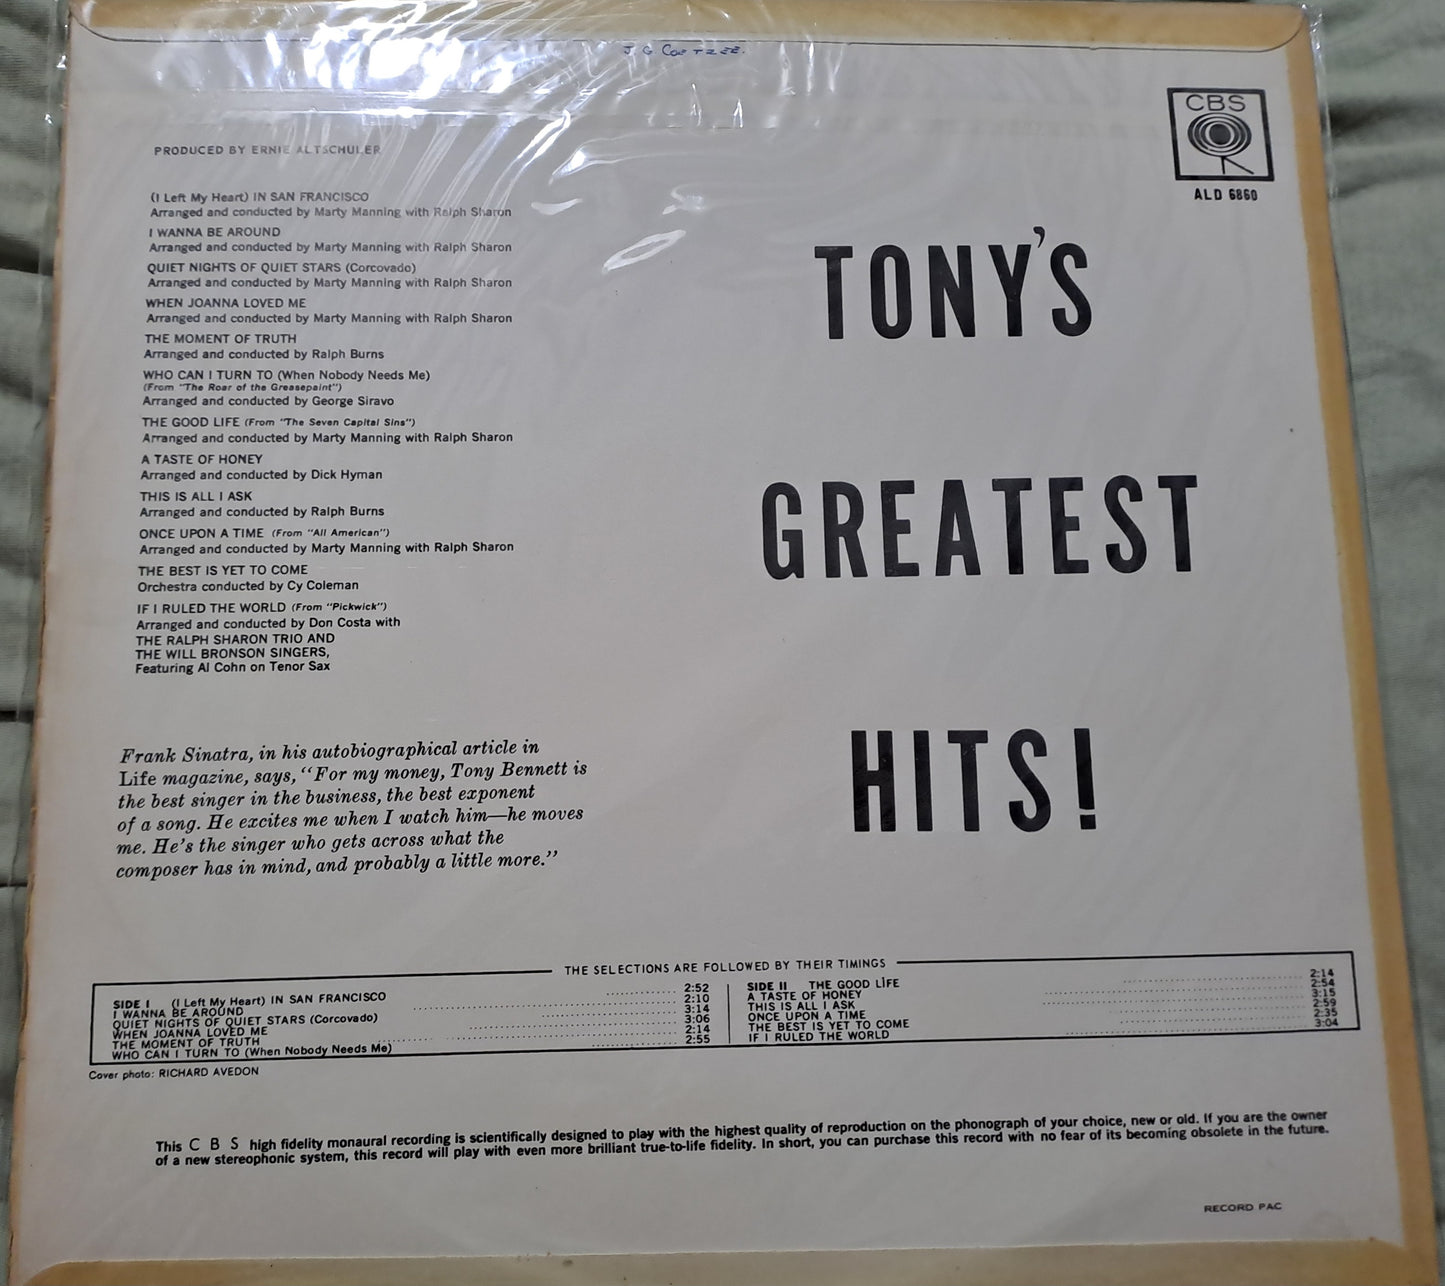 J G COETZEE.
CBS
ALD 6860
PRODUCED BY ERNIE ALTSCHULER
(I Left My Heart) IN SAN FRANCISCO
Arranged and conducted by Marty Manning with Ralph Sharon
I WANNA BE AROUND
Arranged and conducted by Marty Manning with Ralph Sharon
QUIET NIGHTS OF QUIET STARS (Corcovado)
Arranged and conducted by Marty Manning with Ralph Sharon
WHEN JOANNA LOVED ME
Arranged and conducted by Marty Manning with Ralph Sharon
THE MOMENT OF TRUTH
Arranged and conducted by Ralph Burns
WHO CAN I TURN TO (When Nobody Needs Me)
(From "The Roar of the Greasepaint")
Arranged and conducted by George Siravo
THE GOOD LIFE (From "The Seven Capital Sins")
Arranged and conducted by Marty Manning with Ralph Sharon
A TASTE OF HONEY
Arranged and conducted by Dick Hyman
THIS IS ALL I ASK
Arranged and conducted by Ralph Burns
ONCE UPON A TIME (From "All American")
Arranged and conducted by Marty Manning with Ralph Sharon
THE BEST IS YET TO COME
Orchestra conducted by Cy Coleman
IF I RULED THE WORLD (From "Pickwick")
Arranged and conducted by Don Costa with
THE RALPH SHARON TRIO AND
THE WILL BRONSON SINGERS,
Featuring Al Cohn on Tenor Sax
TONY'S
GREATEST
HITS!
Frank Sinatra, in his autobiographical article in
Life magazine, says, "For my money, Tony Bennett is
the best singer in the business, the best exponent
of a song. He excites me when I watch him—he moves
me. He's the singer who gets across what the
composer has in mind, and probably a little more."
THE SELECTIONS ARE FOLLOWED BY THEIR TIMINGS
SIDE I (I Left My Heart) IN SAN FRANCISCO 2:52
I WANNA BE AROUND 2:10
QUIET NIGHTS OF QUIET STARS (Corcovado) 3:14
WHEN JOANNA LOVED ME 3:06
THE MOMENT OF TRUTH 2:14
WHO CAN I TURN TO (When Nobody Needs Me) 2:55
SIDE II THE GOOD LIFE 2:14
A TASTE OF HONEY 2:54
THIS IS ALL I ASK 3:15
ONCE UPON A TIME 2:59
THE BEST IS YET TO COME 2:35
IF I RULED THE WORLD 3:04
Cover photo: RICHARD AVEDON
This CBS high fidelity monaural recording is scientifically designed to play with the highest quality of reproduction on the phonograph of your choice, new or old. If you are the owner
of a new stereophonic system, this record will play with even more brilliant true-to-life fidelity. In short, you can purchase this record with no fear of its becoming obsolete in the future.
RECORD PAC